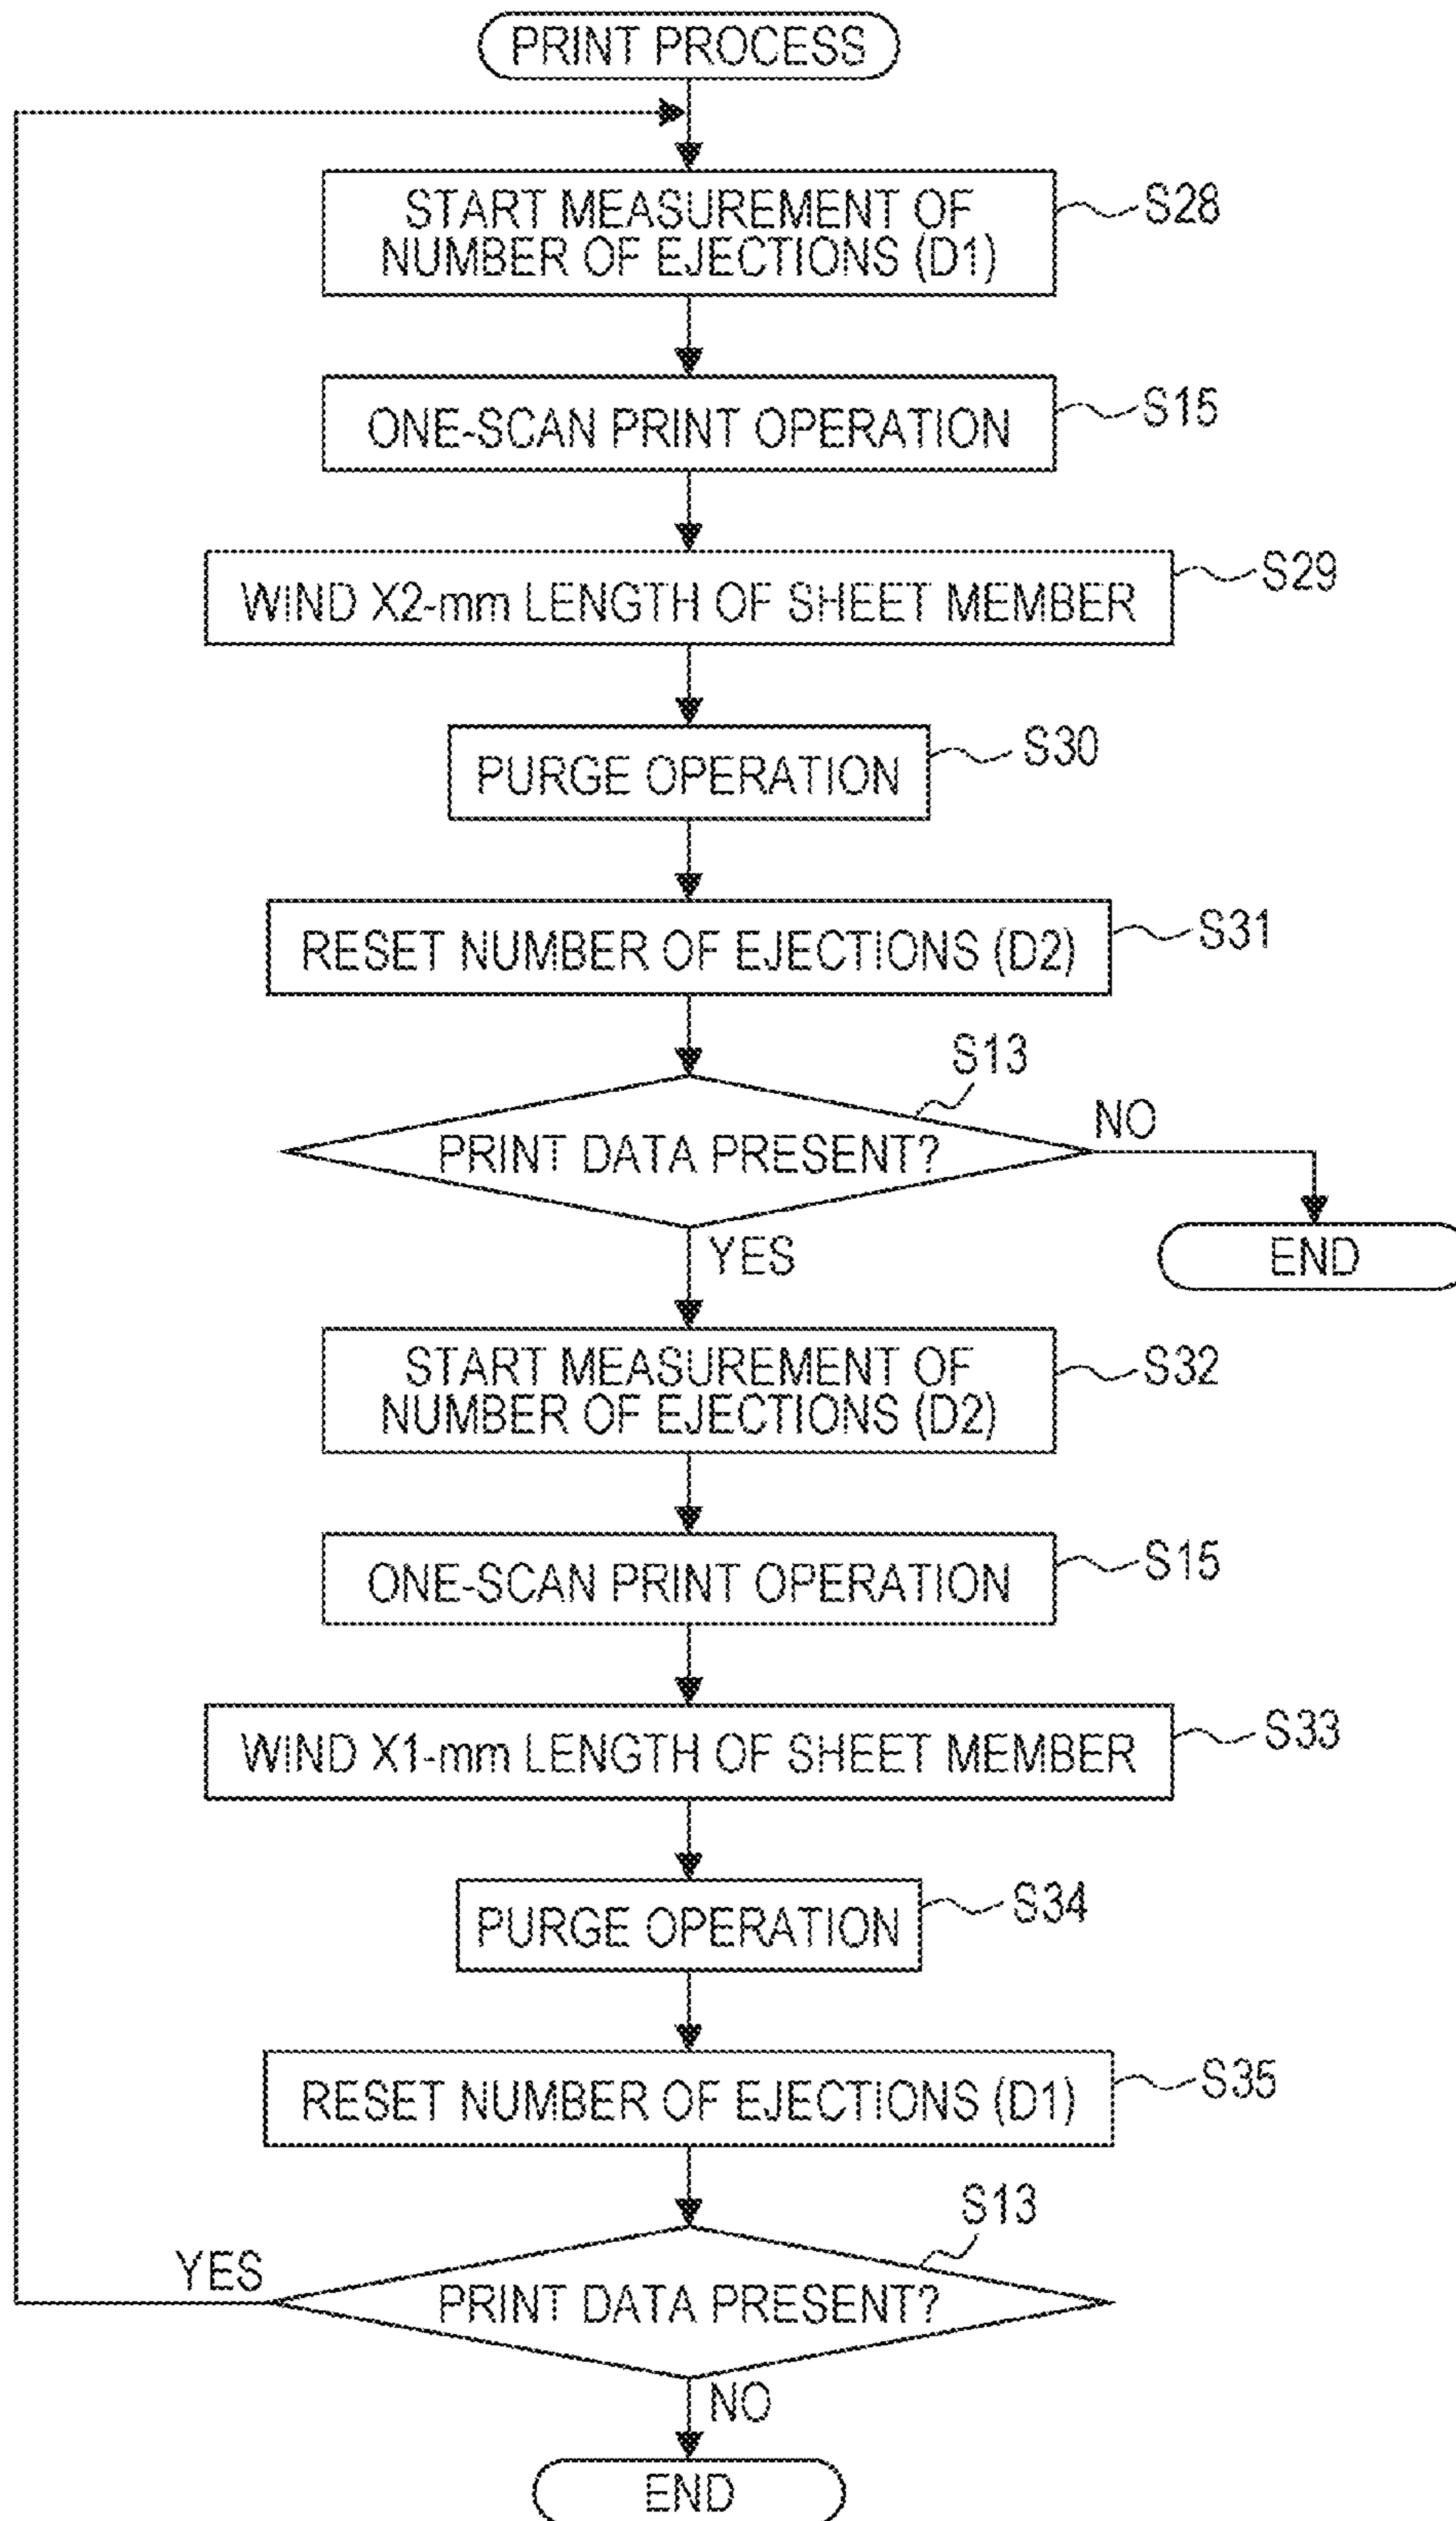 PRINT PROCESS
START MEASUREMENT OF
NUMBER OF EJECTIONS (D1)
S28
ONE-SCAN PRINT OPERATION
S15
WIND X2-mm LENGTH OF SHEET MEMBER
S29
PURGE OPERATION
S30
RESET NUMBER OF EJECTIONS (D2)
S31
S13
PRINT DATA PRESENT?
NO
END
YES
START MEASUREMENT OF
NUMBER OF EJECTIONS (D2)
S32
ONE-SCAN PRINT OPERATION
S15
WIND X1-mm LENGTH OF SHEET MEMBER
S33
PURGE OPERATION
S34
RESET NUMBER OF EJECTIONS (D1)
S35
S13
YES
PRINT DATA PRESENT?
NO
END